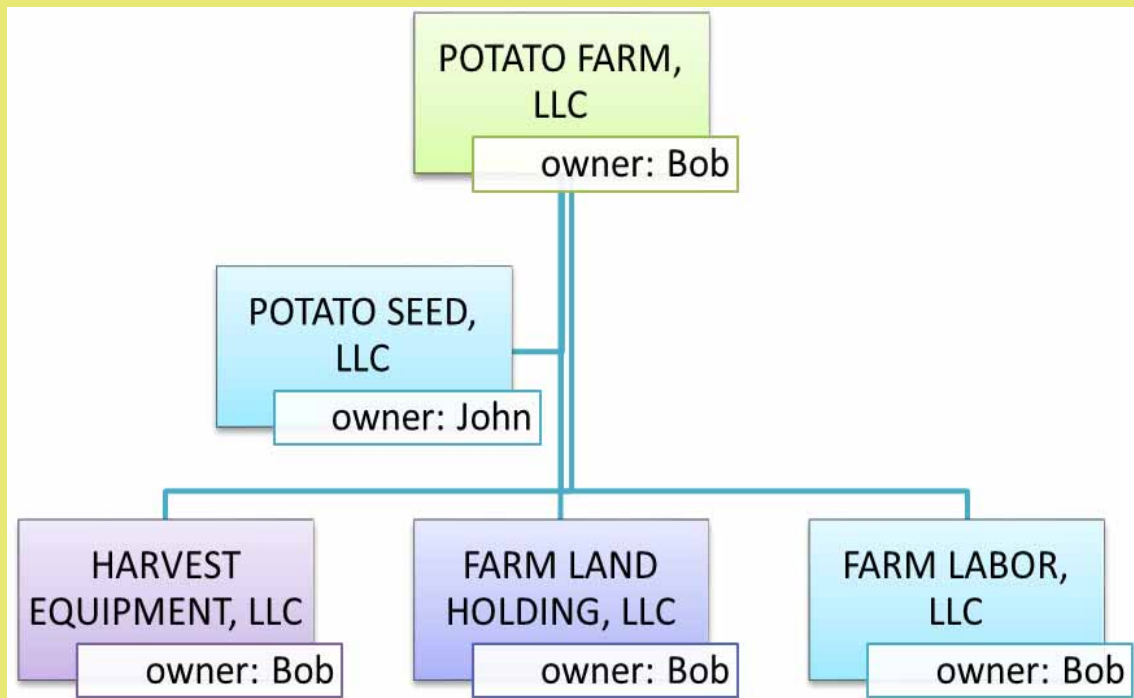 POTATO FARM,
LLC
owner: Bob
POTATO SEED,
LLC
owner: John
HARVEST
EQUIPMENT, LLC
owner: Bob
FARM LAND
HOLDING, LLC
owner: Bob
FARM LABOR,
LLC
owner: Bob